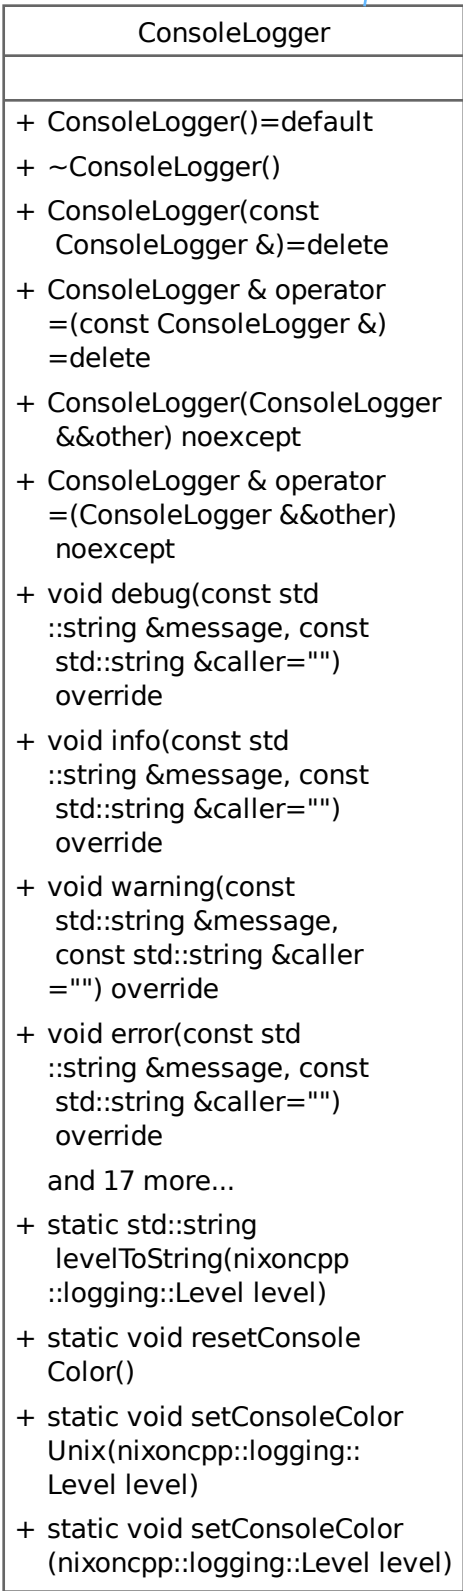 ConsoleLogger
+ ConsoleLogger()=default
+ ~ConsoleLogger()
+ ConsoleLogger(const
ConsoleLogger &)=delete
+ ConsoleLogger & operator
=(const ConsoleLogger &)
=delete
+ ConsoleLogger(ConsoleLogger
&&other) noexcept
+ ConsoleLogger & operator
=(ConsoleLogger &&other)
noexcept
+ void debug(const std
::string &message, const
std::string &caller="")
override
+ void info(const std
::string &message, const
std::string &caller="")
override
+ void warning(const
std::string &message,
const std::string &caller
="") override
+ void error(const std
::string &message, const
std::string &caller="")
override
and 17 more...
+ static std::string
levelToString(nixoncpp
::logging::Level level)
+ static void resetConsole
Color()
+ static void setConsoleColor
Unix(nixoncpp::logging::
Level level)
+ static void setConsoleColor
(nixoncpp::logging::Level level)